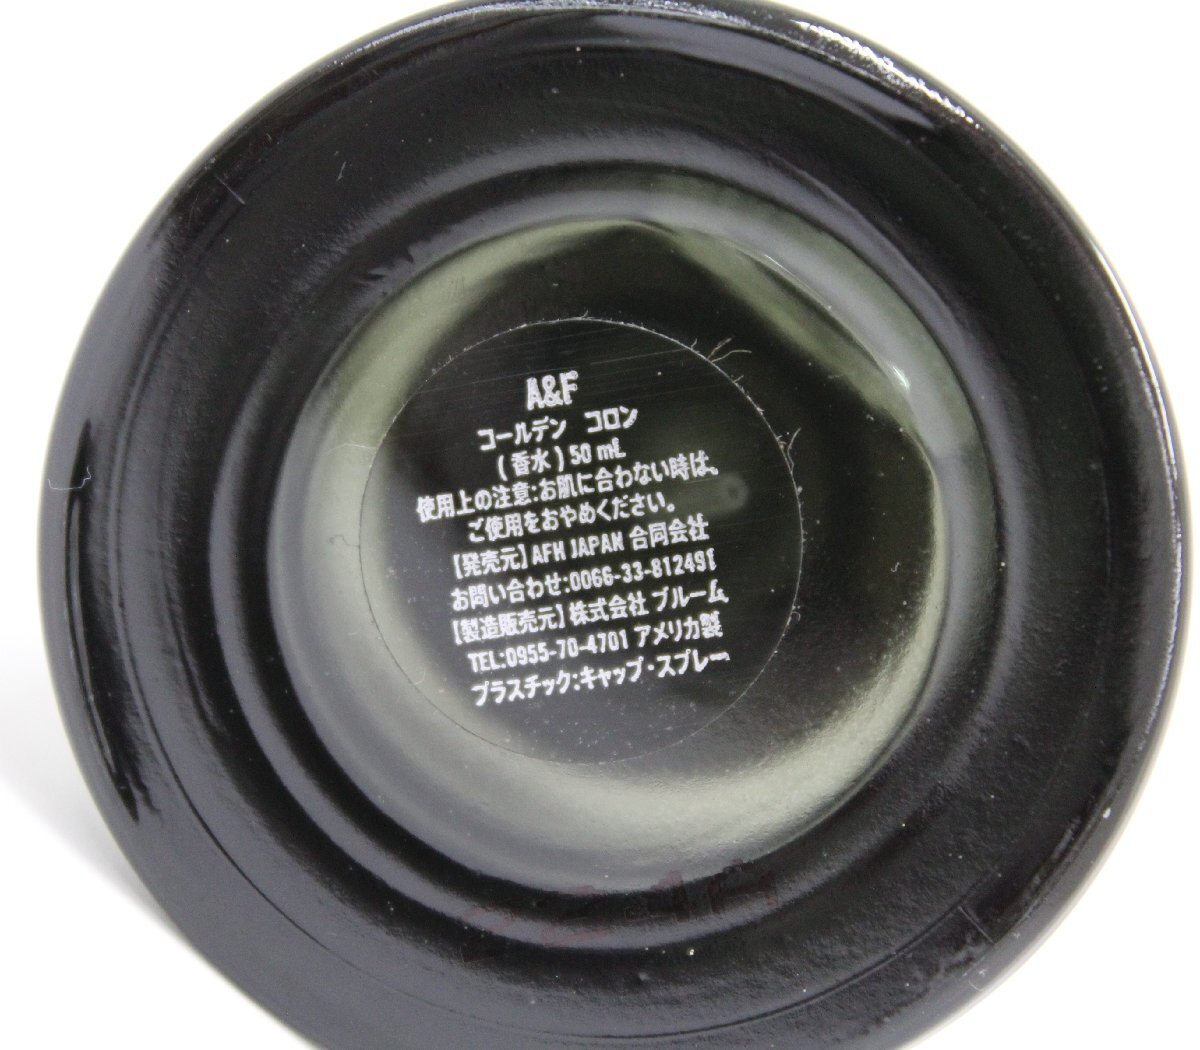 A&F
コールデン　コロン
(香水) 50 mL
使用上の注意:お肌に合わない時は、
ご使用をおやめください。
【発売元】AFH JAPAN 合同会社
お問い合わせ:0066-33-812491
【製造販売元】株式会社 ブルーム
TEL:0955-70-4701 アメリカ製
プラスチック:キャップ・スプレー